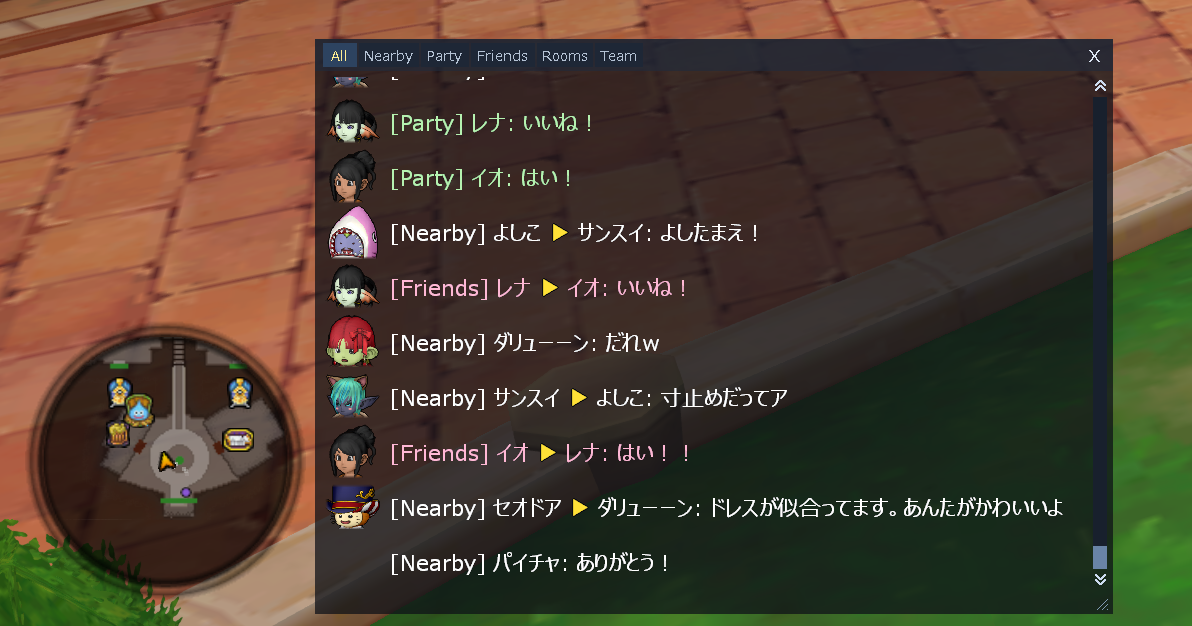 All Nearby Party Friends Rooms Team X
[Party] レナ: いいね！
[Party] イオ: はい！
[Nearby] よしこ ▶ サンスイ: よしたまえ！
[Friends] レナ ▶ イオ: いいね！
[Nearby] ダリューーン: だれw
[Nearby] サンスイ ▶ よしこ: 寸止めだってア
[Friends] イオ ▶ レナ: はい！！
[Nearby] セオドア ▶ ダリューーン: ドレスが似合ってます。あんたがかわいいよ
[Nearby] パイチャ: ありがとう！